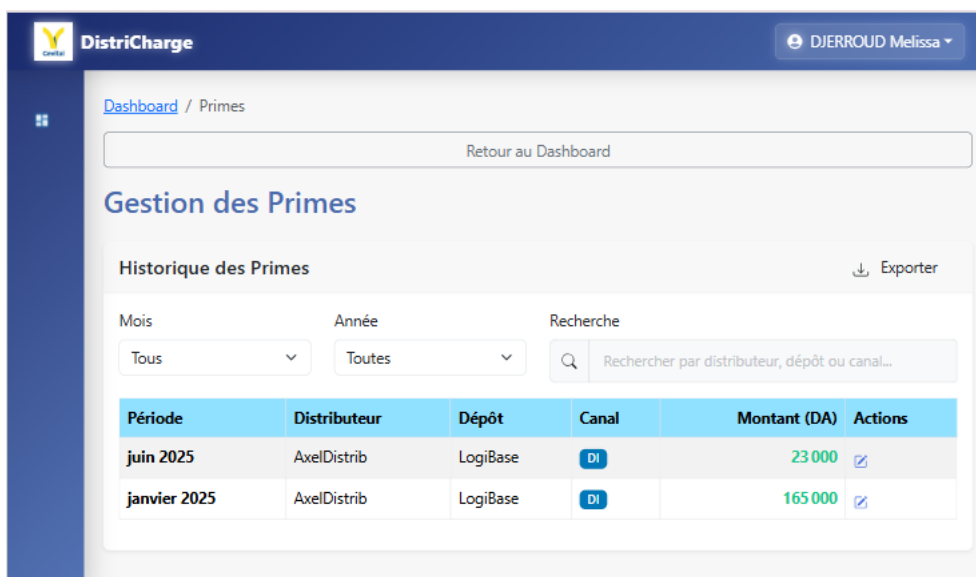 Cevital
DistriCharge
DJERROUD Melissa
Dashboard / Primes
Retour au Dashboard
Gestion des Primes
Historique des Primes
Exporter
Mois Année Recherche
Tous Toutes Rechercher par distributeur, dépôt ou canal...
Période Distributeur Dépôt Canal Montant (DA) Actions
juin 2025 AxelDistrib LogiBase DI 23 000
janvier 2025 AxelDistrib LogiBase DI 165 000